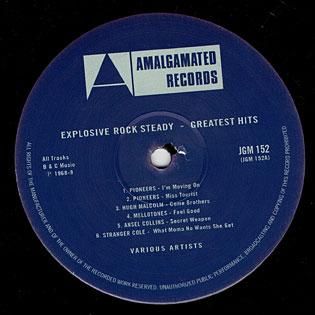 A
AMALGAMATED
RECORDS
EXPLOSIVE ROCK STEADY - GREATEST HITS
All Tracks
B & C Music
℗ 1968-9
JGM 152
(JGM 152A)
1. PIONEERS - I'm Moving On
2. PIONEERS - Miss Tourist
3. HUGH MALCOLM - Genie Brothers
4. MELLOTONES - Feel Good
5. ANSEL COLLINS - Secret Weapon
6. STRANGER COLE - What Moma No Wants She Get
VARIOUS ARTISTS
ALL RIGHTS OF THE MANUFACTURER AND OF THE OWNER OF THE RECORDED WORK RESERVED. UNAUTHORIZED PUBLIC PERFORMANCE, BROADCASTING AND COPYING OF THIS RECORD PROHIBITED